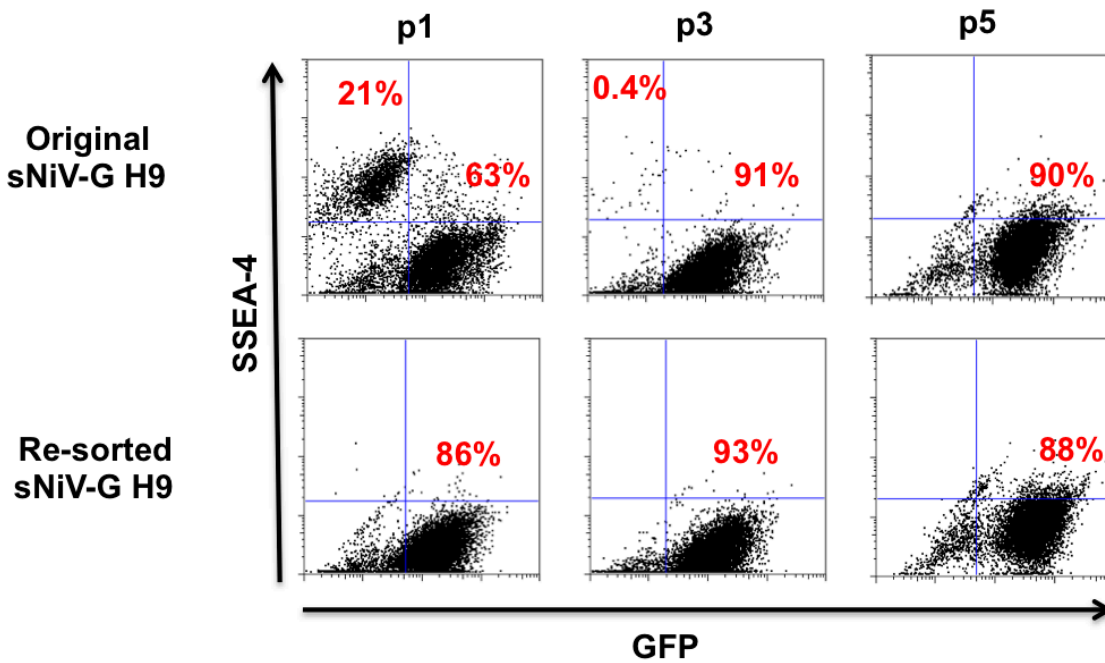 p1
p3
p5
Original
sNiV-G H9
21%
63%
0.4%
91%
90%
SSEA-4
Re-sorted
sNiV-G H9
86%
93%
88%
GFP